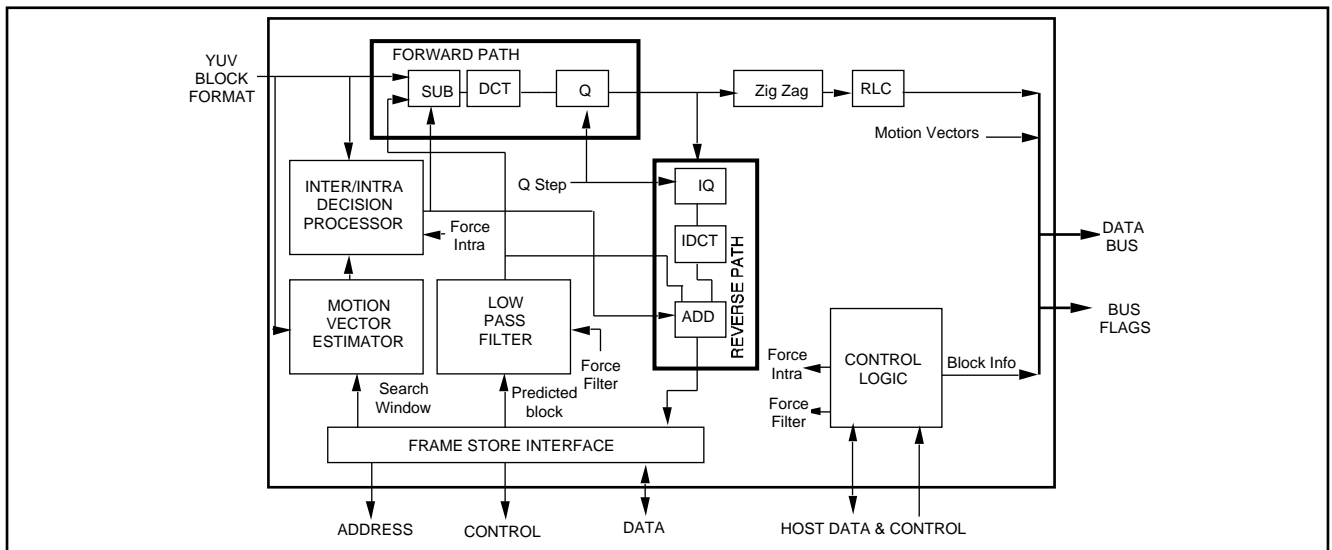 FORWARD PATH
YUV
BLOCK
FORMAT
SUB
DCT
Q
Zig Zag
RLC
Motion Vectors
INTER/INTRA
DECISION
PROCESSOR
Q Step
IQ
Force
Intra
IDCT
REVERSE PATH
DATA
BUS
MOTION
VECTOR
ESTIMATOR
LOW
PASS
FILTER
ADD
BUS
FLAGS
Force
Filter
Force
Intra
CONTROL
LOGIC
Block Info
Search
Window
Predicted
block
Force
Filter
FRAME STORE INTERFACE
ADDRESS
CONTROL
DATA
HOST DATA & CONTROL